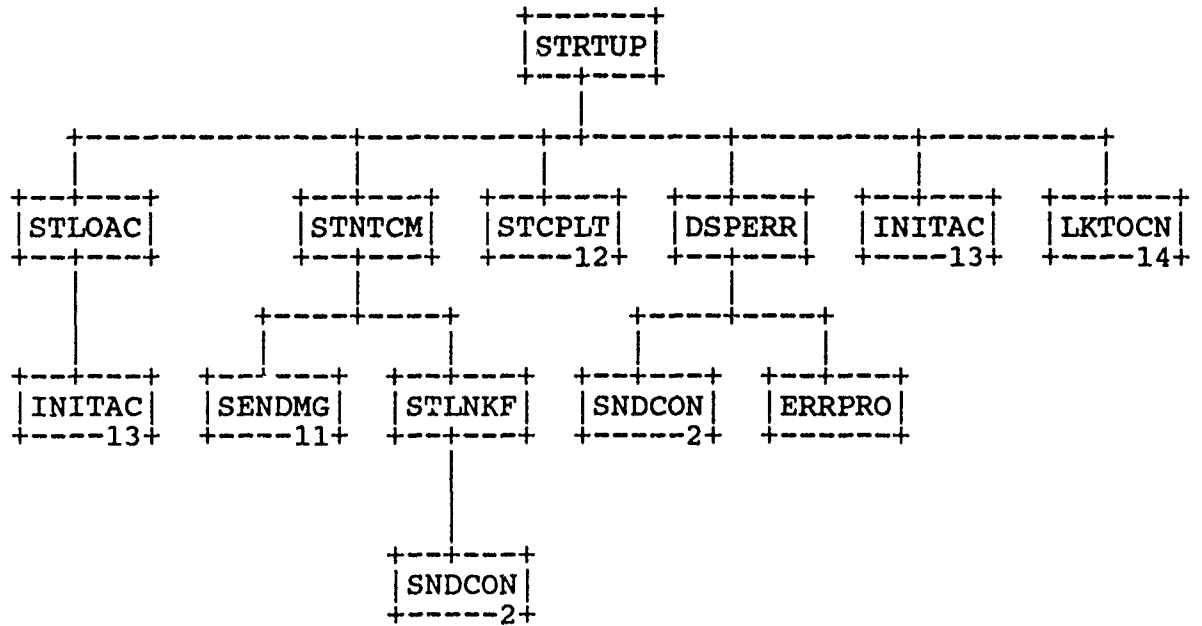 STRTUP
STLOAC STNTCM STCPLT DSPERR INITAC LKTOCN
12 13 14
INITAC SENDMG STLNKF SNDCON ERRPRO
13 11 2
SNDCON
2